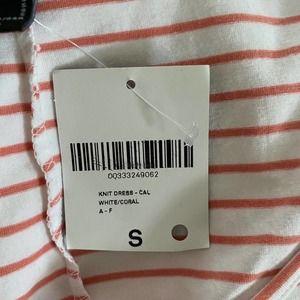 00333249062
KNIT DRESS - CAL
WHITE/CORAL
A - F
S